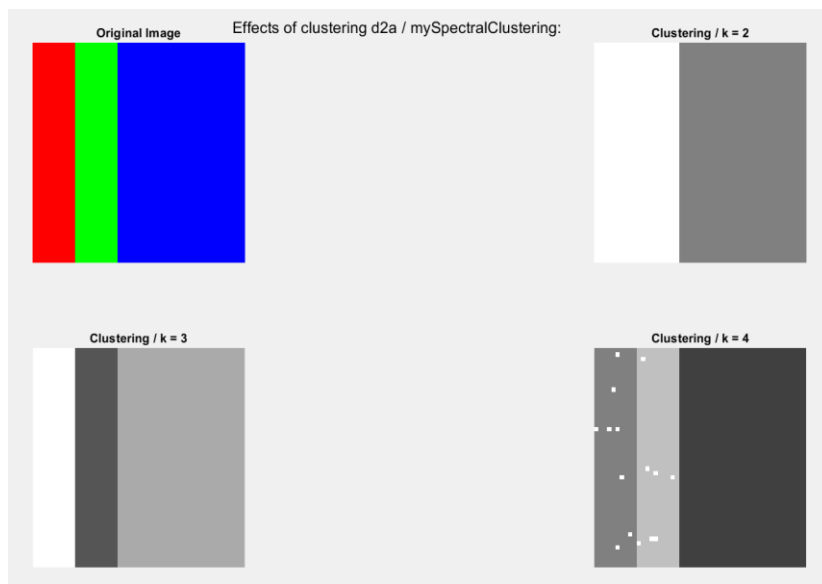 Effects of clustering d2a / mySpectralClustering:
Original Image
Clustering / k = 2
Clustering / k = 3
Clustering / k = 4